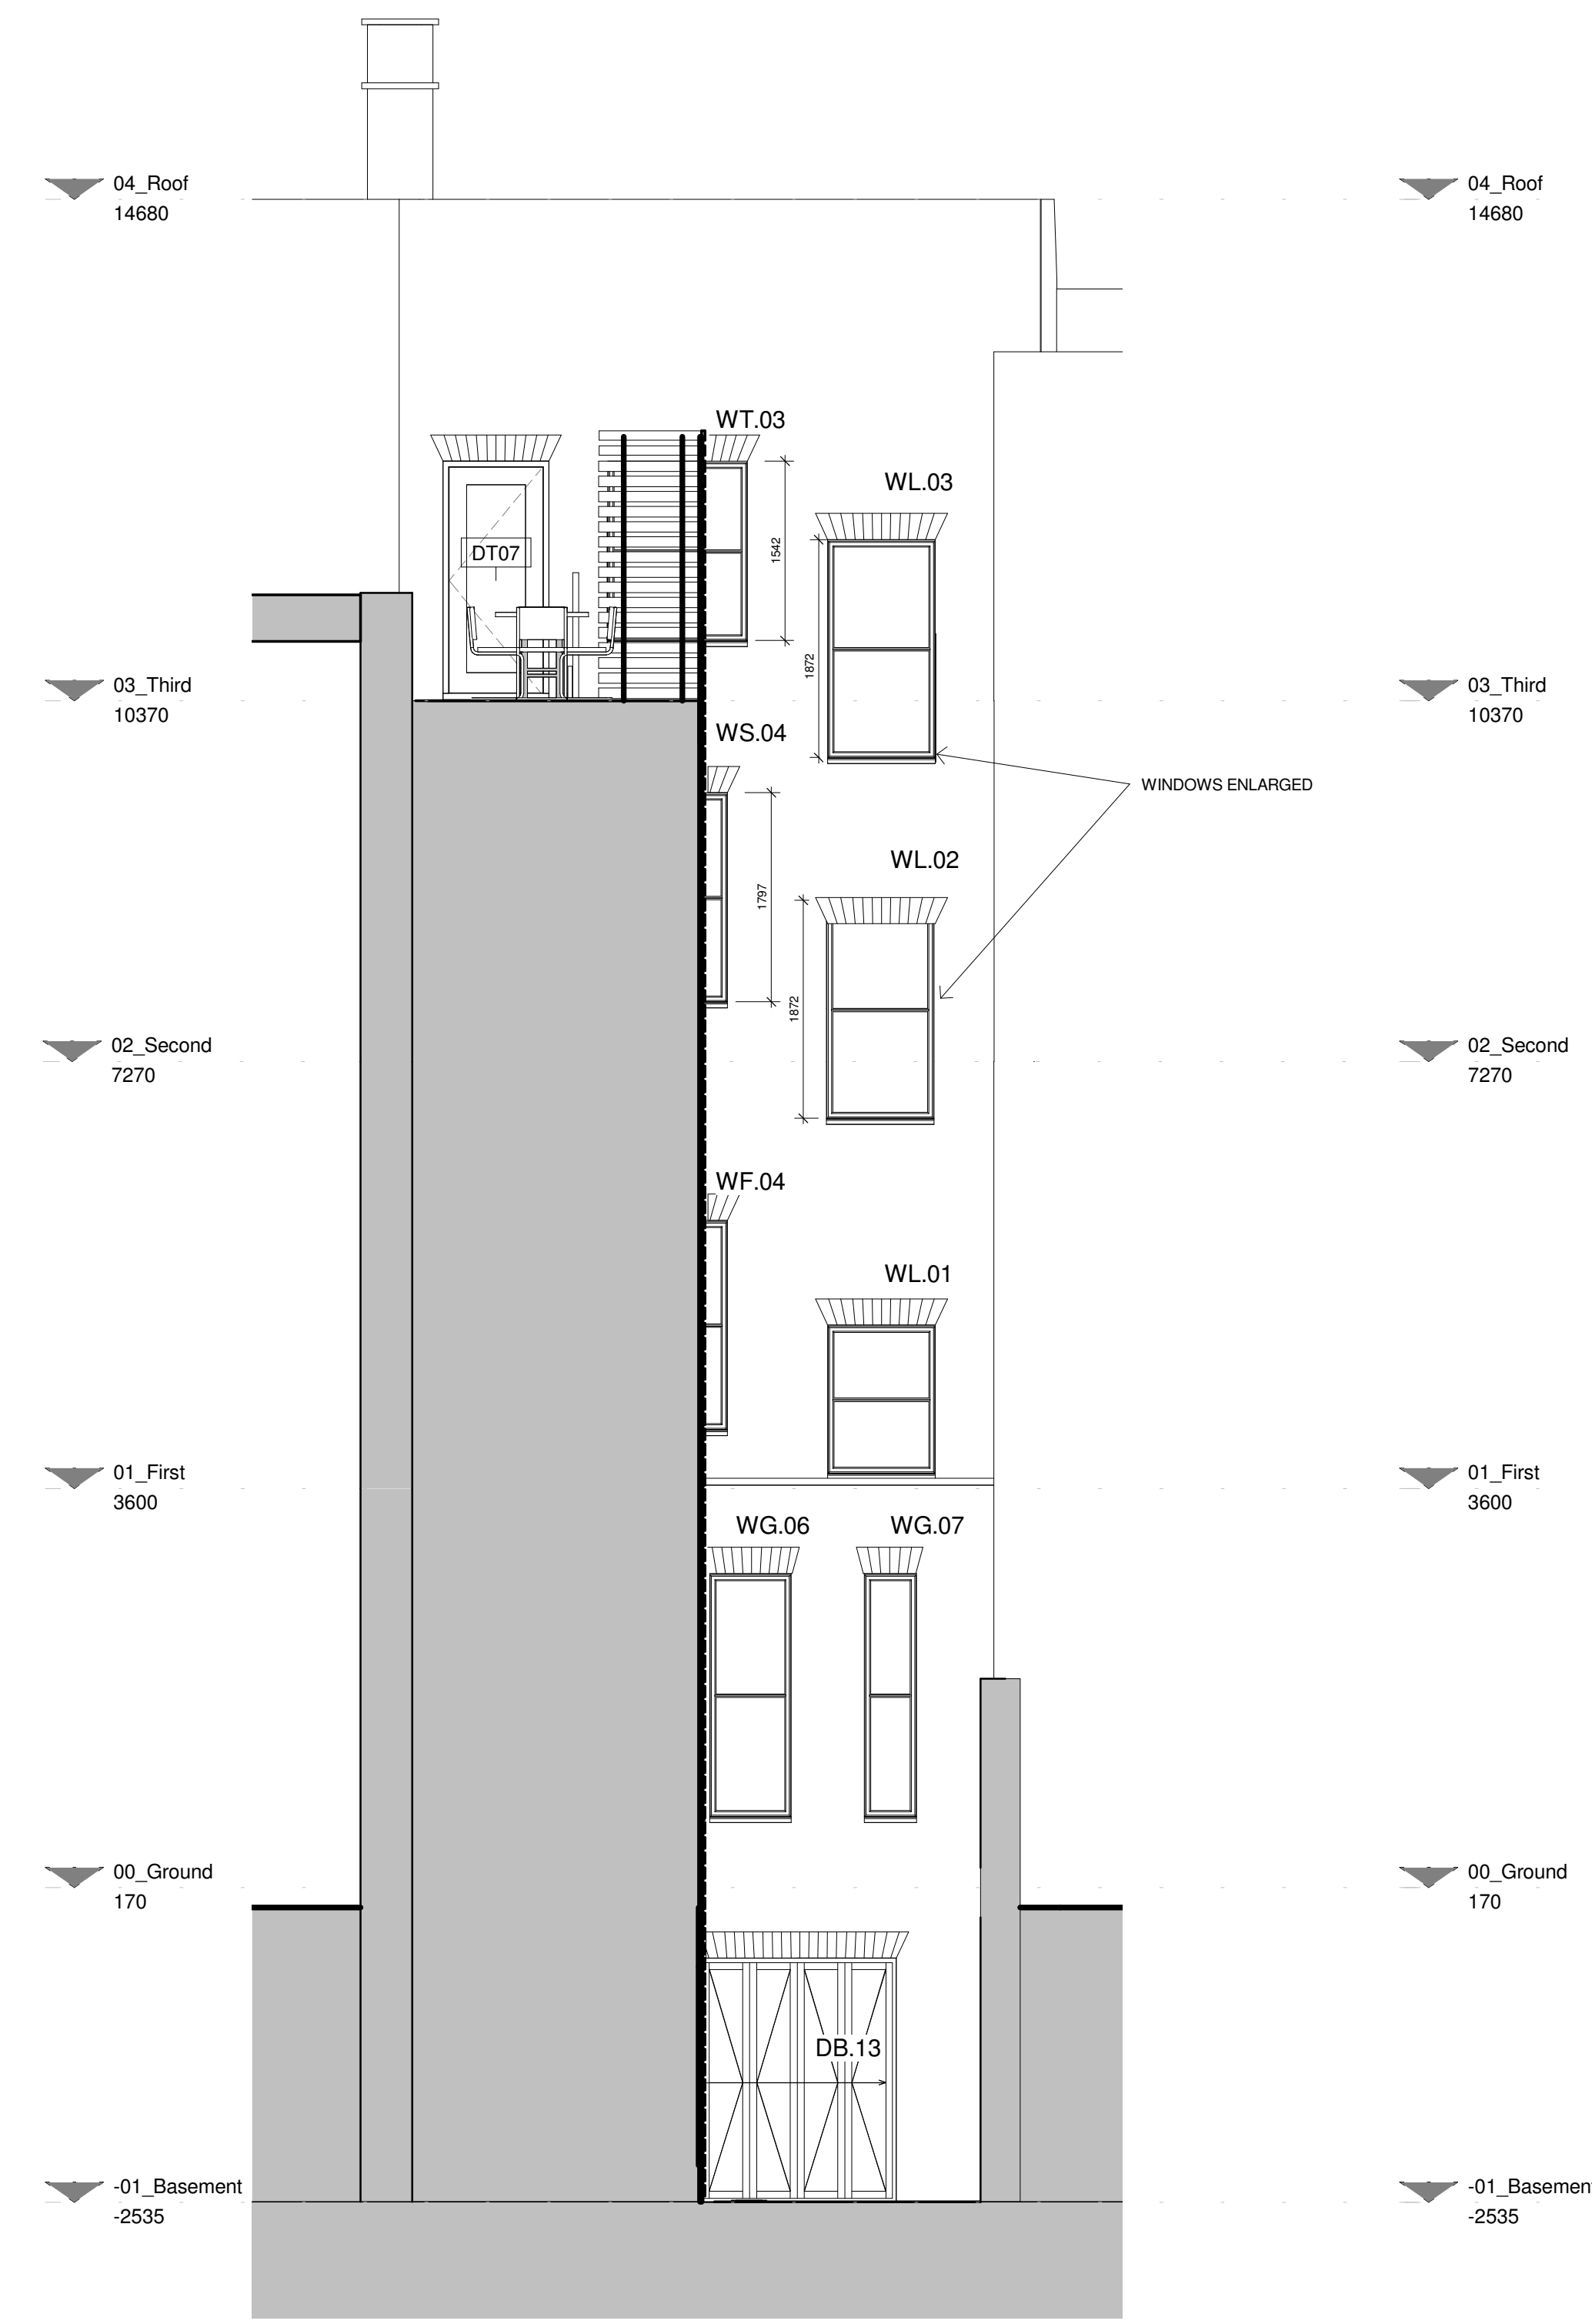 04_Roof
14680
04_Roof
14680
WT.03
WL.03
1542
DT07
1872
03_Third
10370
03_Third
10370
WS.04
WINDOWS ENLARGED
WL.02
1797
1872
02_Second
7270
02_Second
7270
WF.04
WL.01
01_First
3600
01_First
3600
WG.06
WG.07
00_Ground
170
00_Ground
170
DB.13
-01_Basement
-2535
-01_Basement
-2535